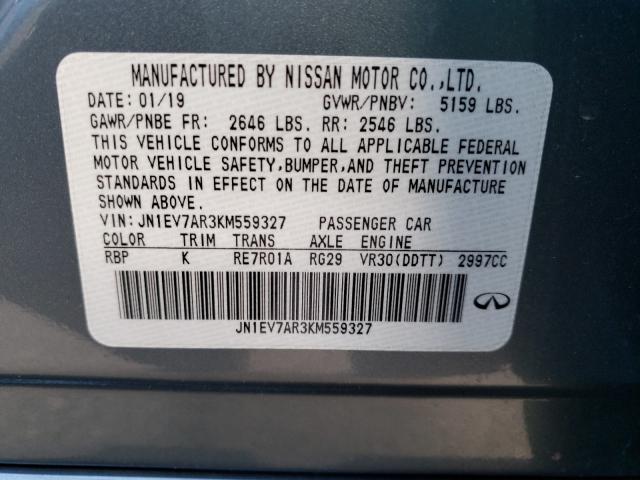 MANUFACTURED BY NISSAN MOTOR CO.,LTD.
DATE: 01/19 GVWR/PNBV: 5159 LBS.
GAWR/PNBE FR: 2646 LBS. RR: 2546 LBS.
THIS VEHICLE CONFORMS TO ALL APPLICABLE FEDERAL
MOTOR VEHICLE SAFETY,BUMPER,AND THEFT PREVENTION
STANDARDS IN EFFECT ON THE DATE OF MANUFACTURE
SHOWN ABOVE.
VIN: JN1EV7AR3KM559327 PASSENGER CAR
COLOR TRIM TRANS AXLE ENGINE
RBP K RE7R01A RG29 VR30(DDTT) 2997CC
JN1EV7AR3KM559327